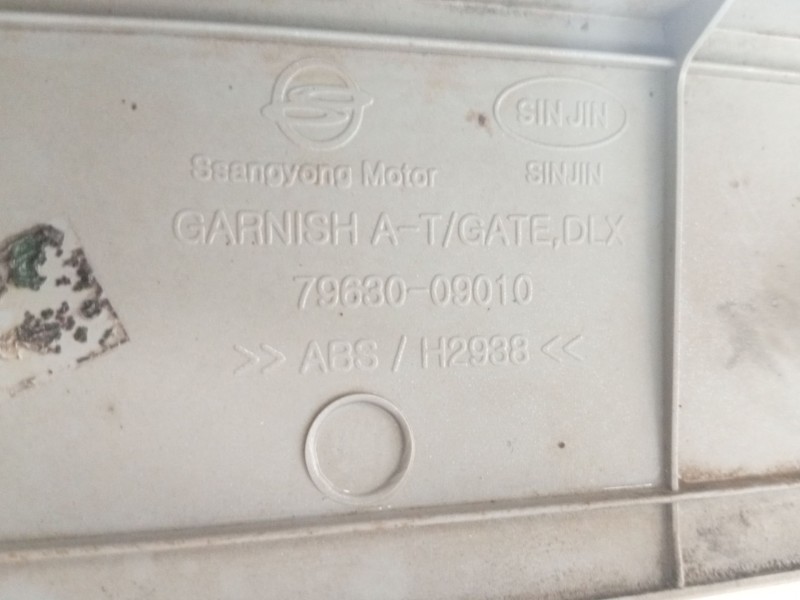 SINJIN
Ssangyong Motor SINJIN
GARNISH A-T/GATE,DLX
79630-09010
>> ABS / H2938 <<